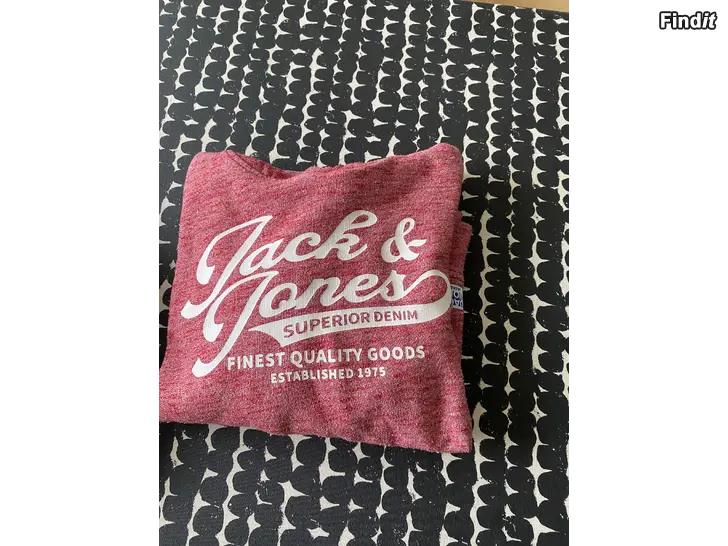 Findit
Jack &
Jones
SUPERIOR DENIM
FINEST QUALITY GOODS
ESTABLISHED 1975